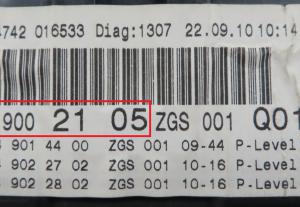 4742 016533 Diag:1307 22.09.10 10:14
900 21 05 ZGS 001 Q01
901 44 00 ZGS 001 09-44 P-Level
902 27 02 ZGS 001 10-16 P-Level
902 28 02 ZGS 001 10-16 P-Level